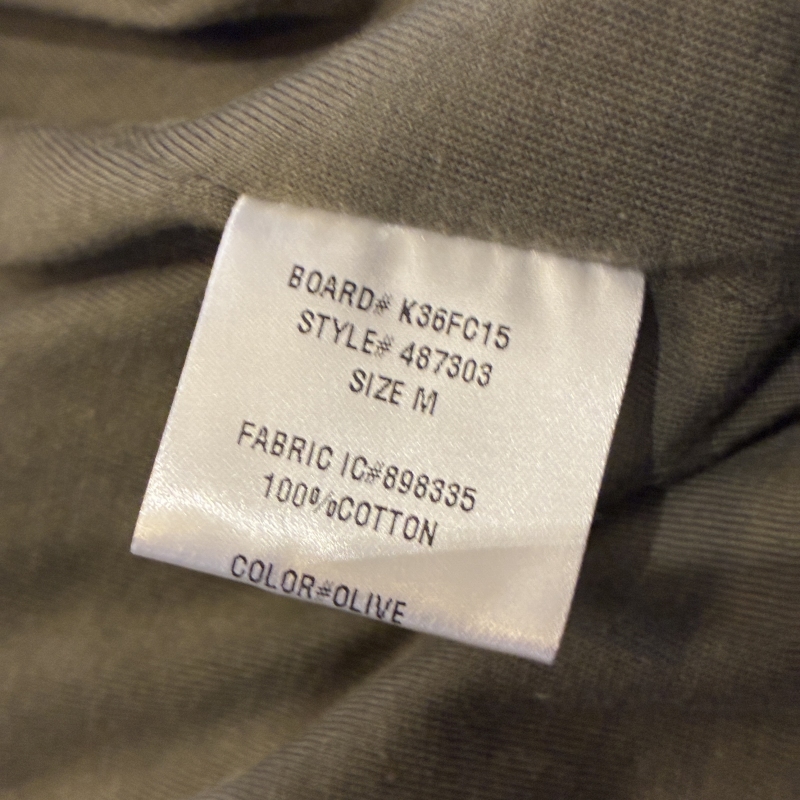 BOARD# K36FC15
STYLE# 487303
SIZE M
FABRIC IC#898335
100%COTTON
COLOR#OLIVE